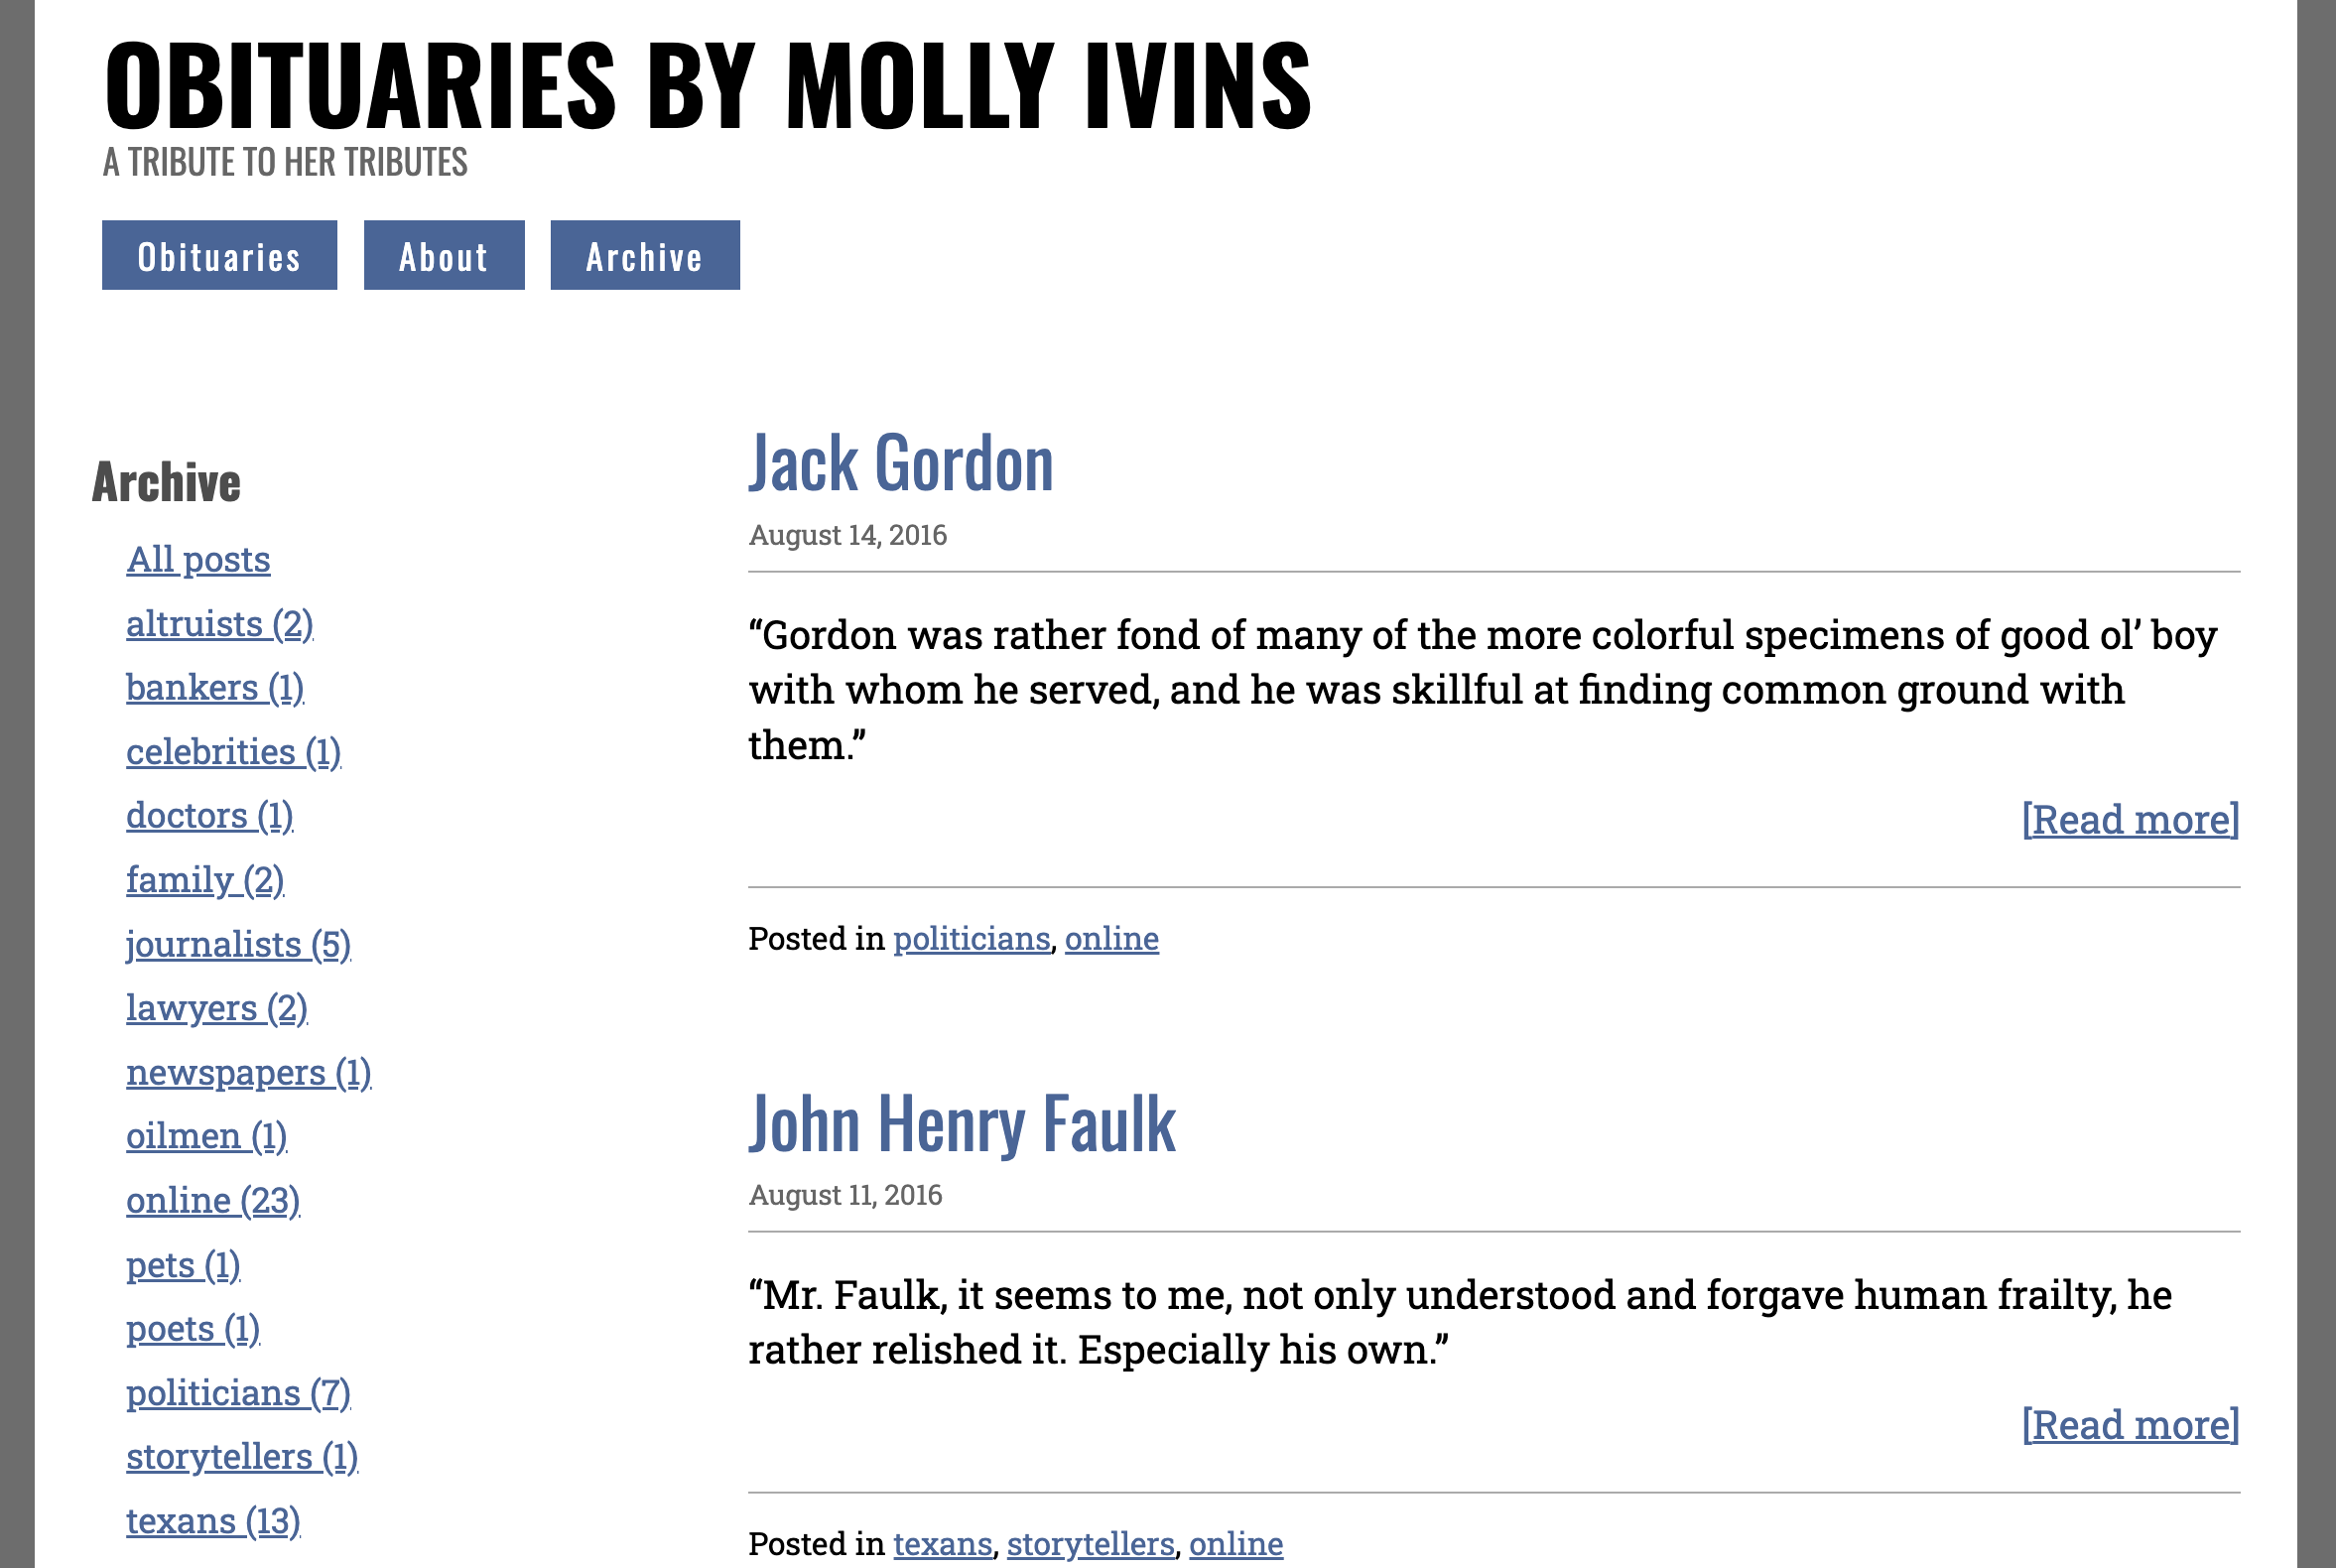 OBITUARIES BY MOLLY IVINS
A TRIBUTE TO HER TRIBUTES
Obituaries
About
Archive
Archive
All posts
altruists (2)
bankers (1)
celebrities (1)
doctors (1)
family (2)
journalists (5)
lawyers (2)
newspapers (1)
oilmen (1)
online (23)
pets (1)
poets (1)
politicians (7)
storytellers (1)
texans (13)
Jack Gordon
August 14, 2016
“Gordon was rather fond of many of the more colorful specimens of good ol’ boy
with whom he served, and he was skillful at finding common ground with
them.”
[Read more]
Posted in politicians, online
John Henry Faulk
August 11, 2016
“Mr. Faulk, it seems to me, not only understood and forgave human frailty, he
rather relished it. Especially his own.”
[Read more]
Posted in texans, storytellers, online